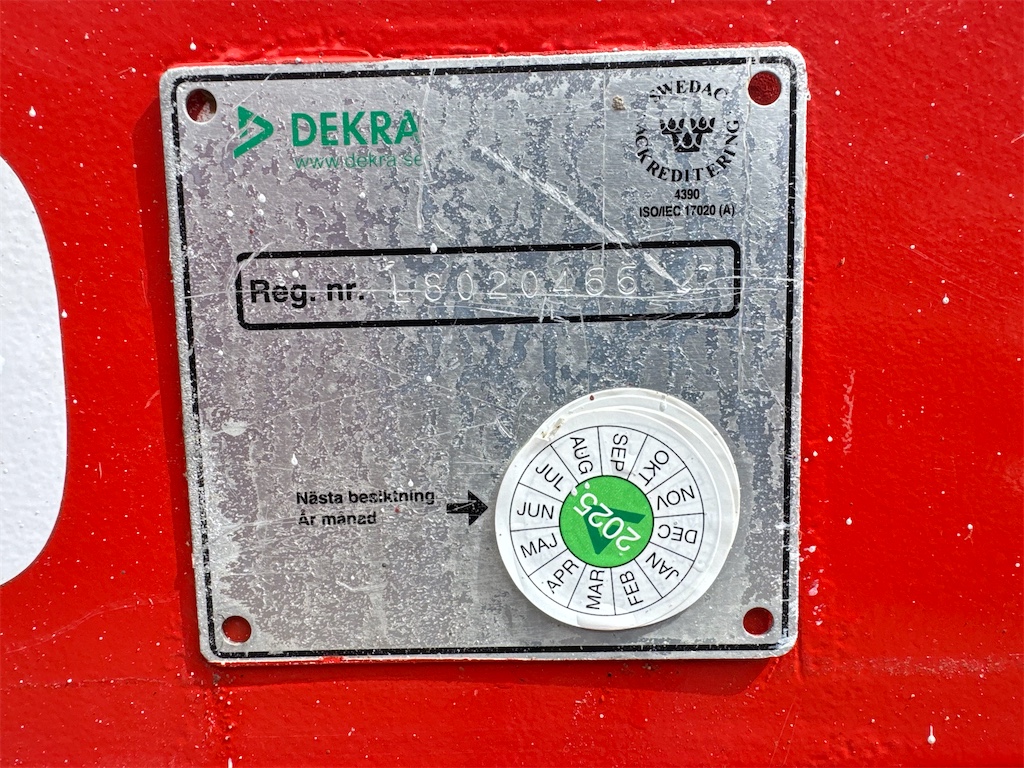 DEKRA
www.dekra.se
SWEDAC
ACKREDITERING
4390
ISO/IEC 17020 (A)
Reg. nr.
Nästa besiktning
År månad
JAN
FEB
MAR
APR
MAJ
JUN
JUL
AUG
SEP
OKT
NOV
DEC
2025